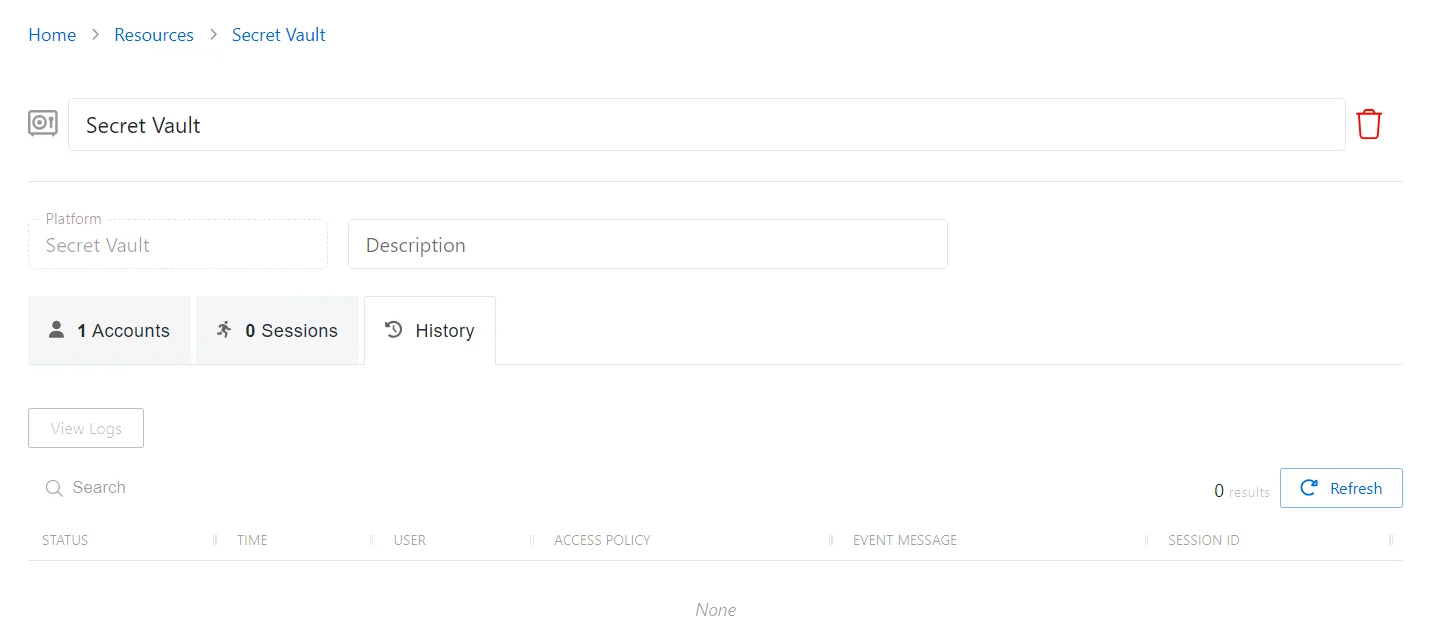 Home > Resources > Secret Vault
Secret Vault
Platform
Secret Vault
Description
1 Accounts
0 Sessions
History
View Logs
Search
0 results
Refresh
STATUS TIME USER ACCESS POLICY EVENT MESSAGE SESSION ID
None